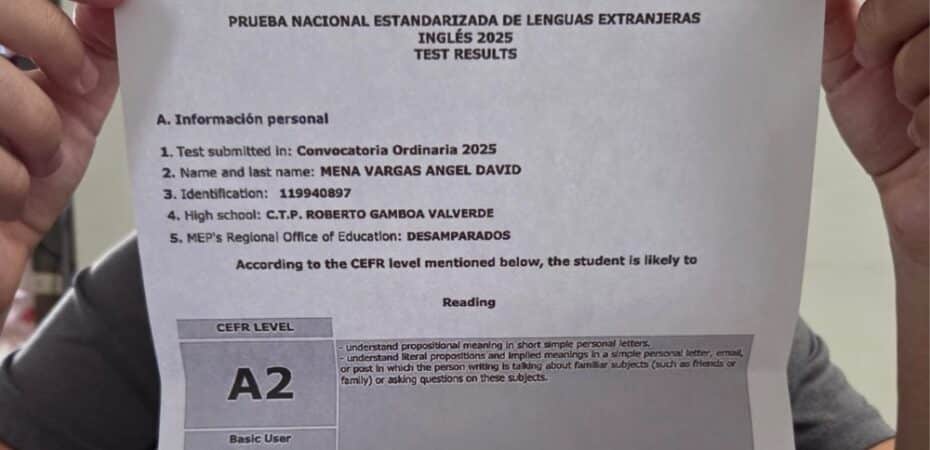 PRUEBA NACIONAL ESTANDARIZADA DE LENGUAS EXTRANJERAS
INGLÉS 2025
TEST RESULTS
A. Información personal
1. Test submitted in: Convocatoria Ordinaria 2025
2. Name and last name: MENA VARGAS ANGEL DAVID
3. Identification: 119940897
4. High school: C.T.P. ROBERTO GAMBOA VALVERDE
5. MEP's Regional Office of Education: DESAMPARADOS
According to the CEFR level mentioned below, the student is likely to
Reading
CEFR LEVEL
A2
Basic User
- understand propositional meaning in short simple personal letters.
- understand literal propositions and implied meanings in a simple personal letter, email,
or post in which the person writing is talking about familiar subjects (such as friends or
family) or asking questions on these subjects.